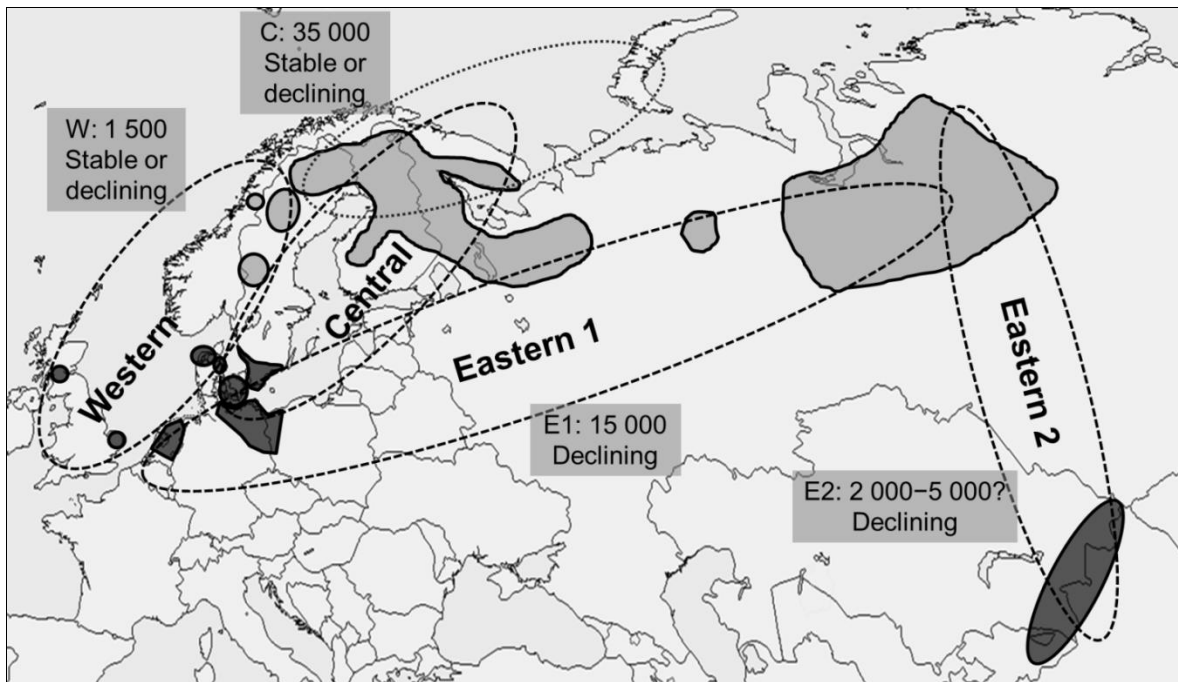 C: 35 000
Stable or
declining
W: 1 500
Stable or
declining
Western
Central
Eastern 1
Eastern 2
E1: 15 000
Declining
E2: 2 000–5 000?
Declining